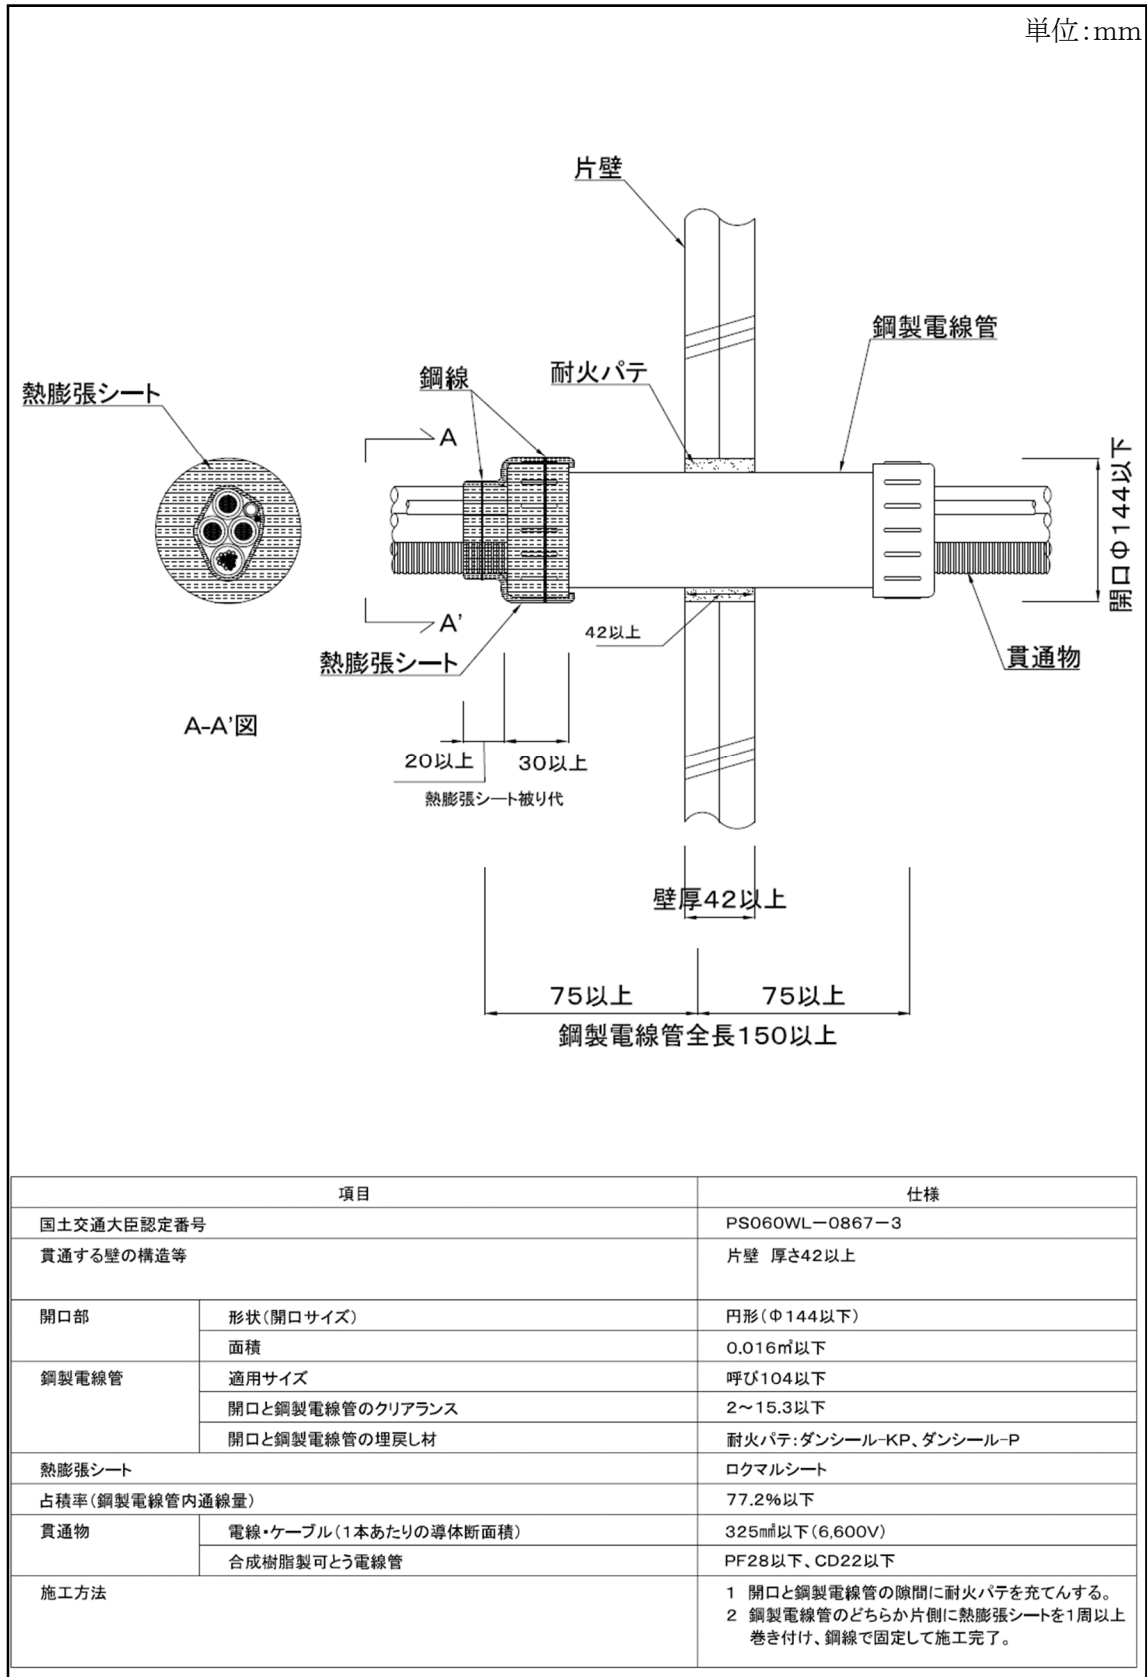 単位:mm
片壁
鋼製電線管
耐火パテ
鋼線
熱膨張シート
A
開口Φ144以下
A'
42以上
熱膨張シート
貫通物
A-A'図
20以上
30以上
熱膨張シート被り代
壁厚42以上
75以上
75以上
鋼製電線管全長150以上
項目 仕様
国土交通大臣認定番号 PS060WL-0867-3
貫通する壁の構造等 片壁 厚さ42以上
開口部 形状(開口サイズ) 円形(Φ144以下)
面積 0.016㎡以下
鋼製電線管 適用サイズ 呼び104以下
開口と鋼製電線管のクリアランス 2~15.3以下
開口と鋼製電線管の埋戻し材 耐火パテ:ダンシール-KP、ダンシール-P
熱膨張シート ロクマルシート
占積率(鋼製電線管内通線量) 77.2%以下
貫通物 電線・ケーブル(1本あたりの導体断面積) 325m㎡以下(6,600V)
合成樹脂製可とう電線管 PF28以下、CD22以下
施工方法 1 開口と鋼製電線管の隙間に耐火パテを充てんする。
2 鋼製電線管のどちらか片側に熱膨張シートを1周以上
巻き付け、鋼線で固定して施工完了。